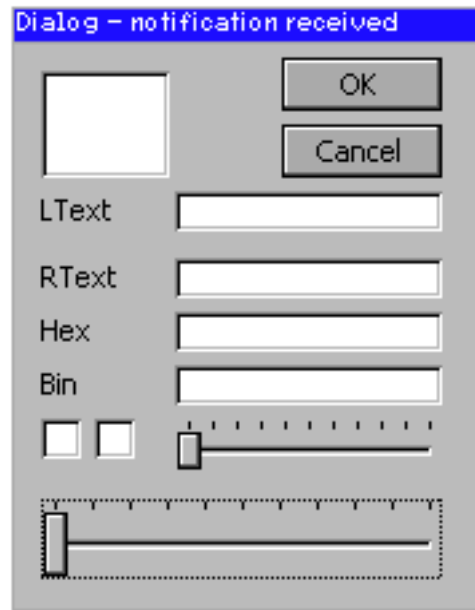 Dialog – notification received
OK
Cancel
LText
RText
Hex
Bin